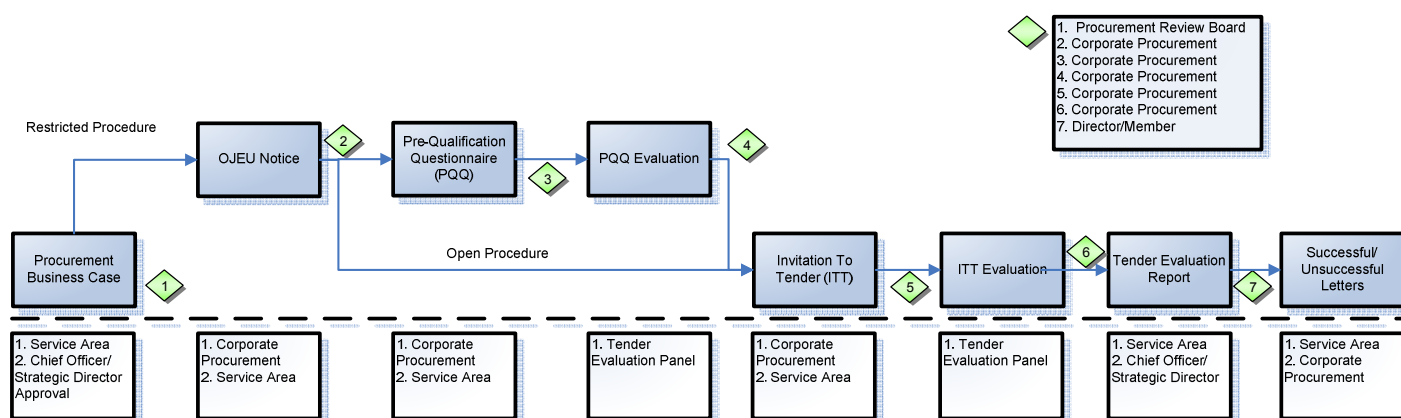 1. Procurement Review Board
2. Corporate Procurement
3. Corporate Procurement
4. Corporate Procurement
5. Corporate Procurement
6. Corporate Procurement
7. Director/Member
Restricted Procedure
OJEU Notice
2
Pre-Qualification
Questionnaire
(PQQ)
3
PQQ Evaluation
4
Open Procedure
Procurement
Business Case
1
Invitation To
Tender (ITT)
5
ITT Evaluation
6
Tender Evaluation
Report
7
Successful/
Unsuccessful
Letters
1. Service Area
2. Chief Officer/
Strategic Director
Approval
1. Corporate
Procurement
2. Service Area
1. Corporate
Procurement
2. Service Area
1. Tender
Evaluation Panel
1. Corporate
Procurement
2. Service Area
1. Tender
Evaluation Panel
1. Service Area
2. Chief Officer/
Strategic Director
1. Service Area
2. Corporate
Procurement